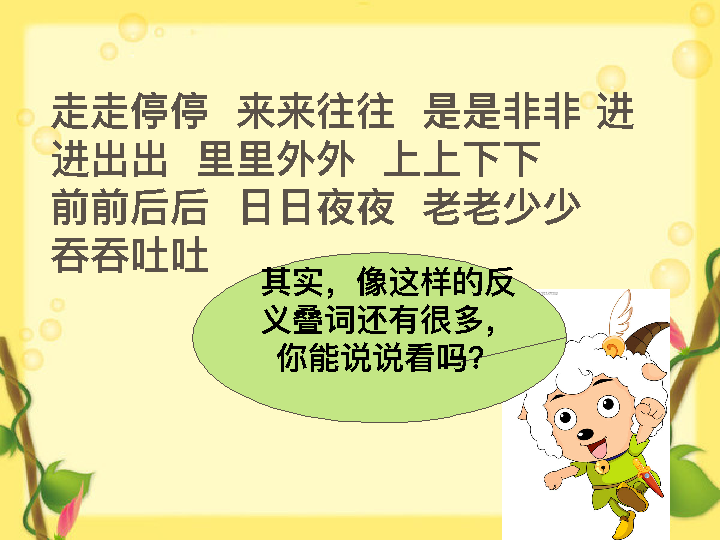 走走停停 来来往往 是是非非 进
进出出 里里外外 上上下下
前前后后 日日夜夜 老老少少
吞吞吐吐
其实，像这样的反
义叠词还有很多，
你能说说看吗？